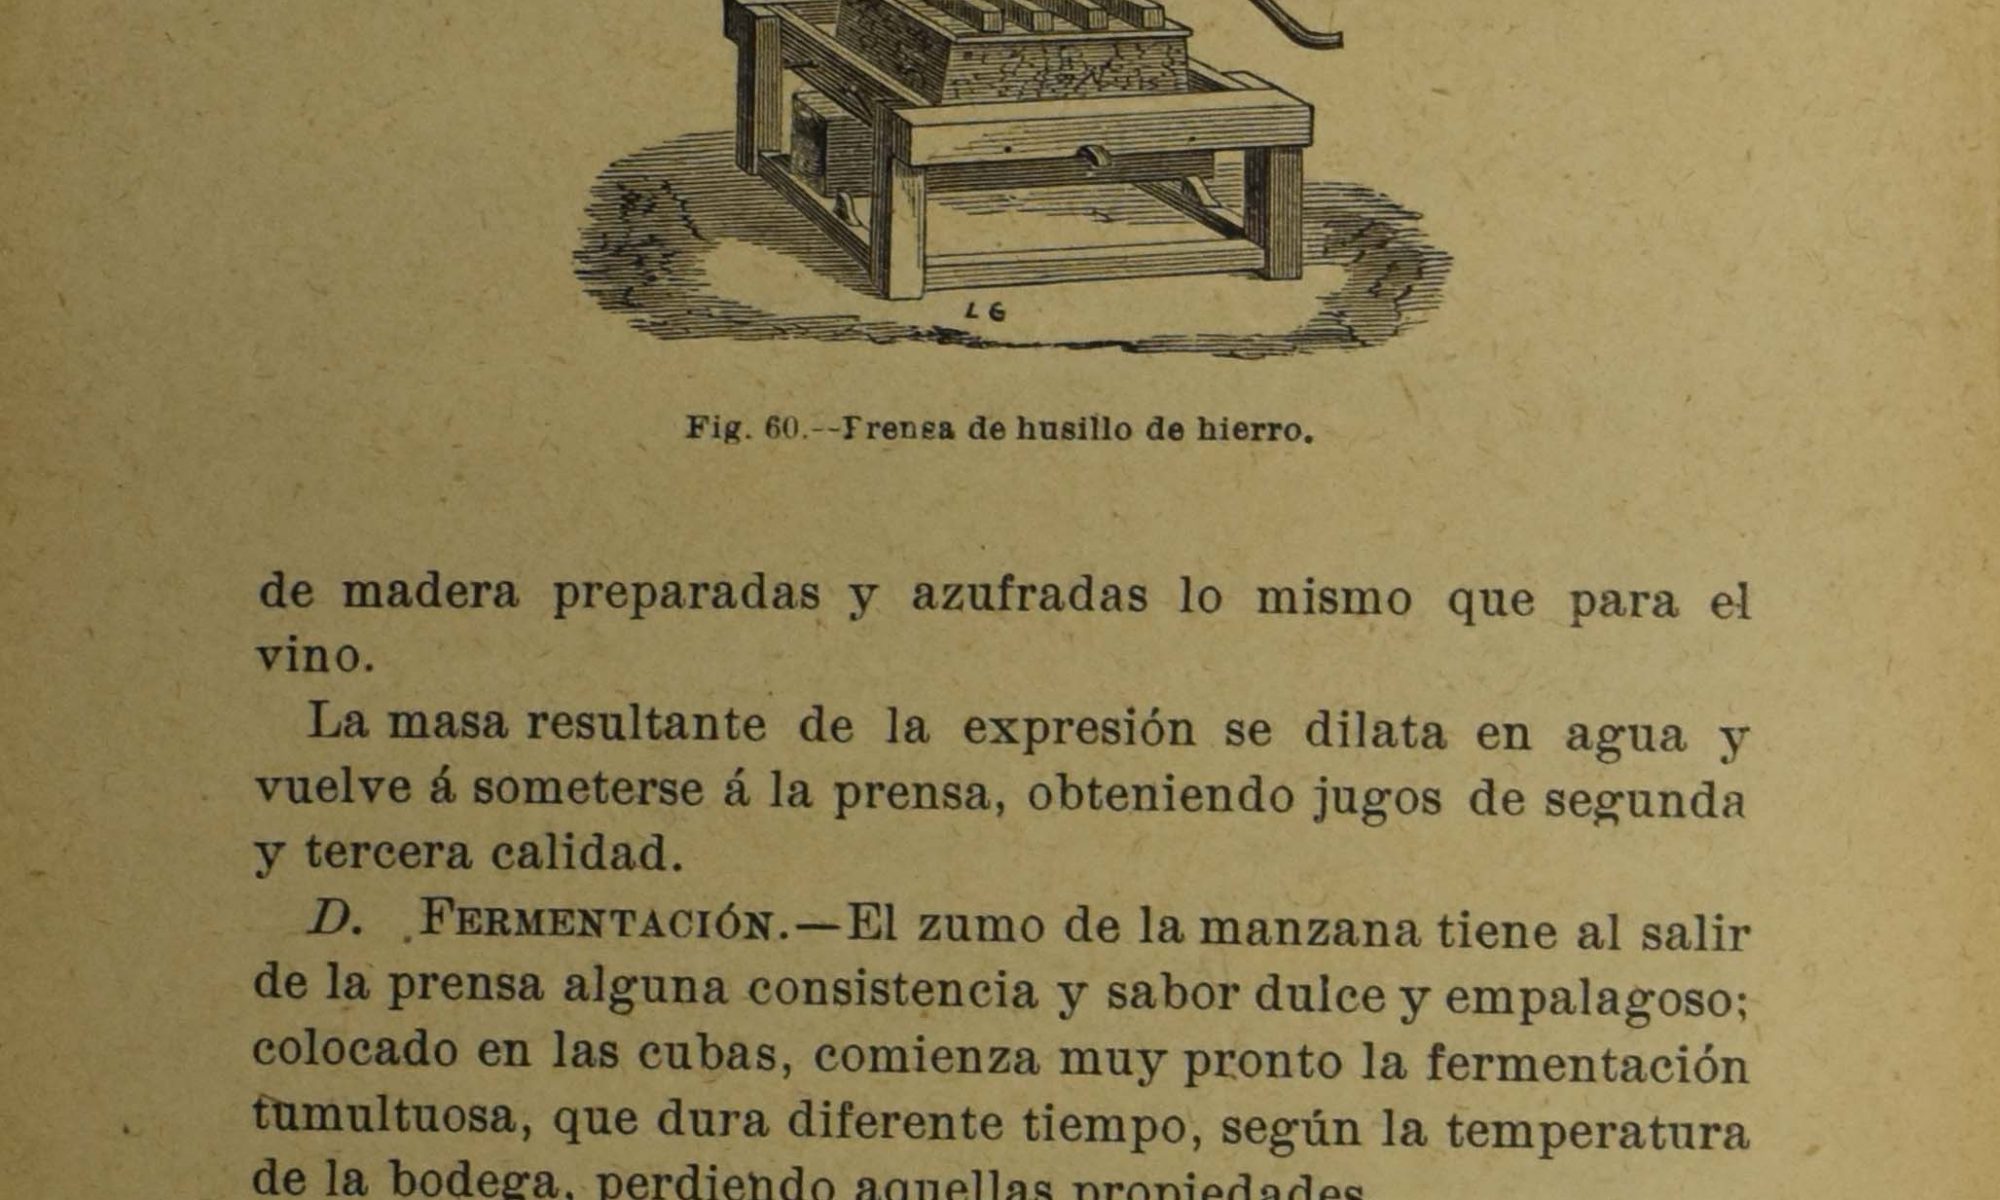 L G
Fig. 60.--Prensa de husillo de hierro.
de madera preparadas y azufradas lo mismo que para el
vino.
La masa resultante de la expresión se dilata en agua y
vuelve á someterse á la prensa, obteniendo jugos de segunda
y tercera calidad.
D. FERMENTACIÓN.—El zumo de la manzana tiene al salir
de la prensa alguna consistencia y sabor dulce y empalagoso;
colocado en las cubas, comienza muy pronto la fermentación
tumultuosa, que dura diferente tiempo, según la temperatura
de la bodega, perdiendo aquellas propiedades